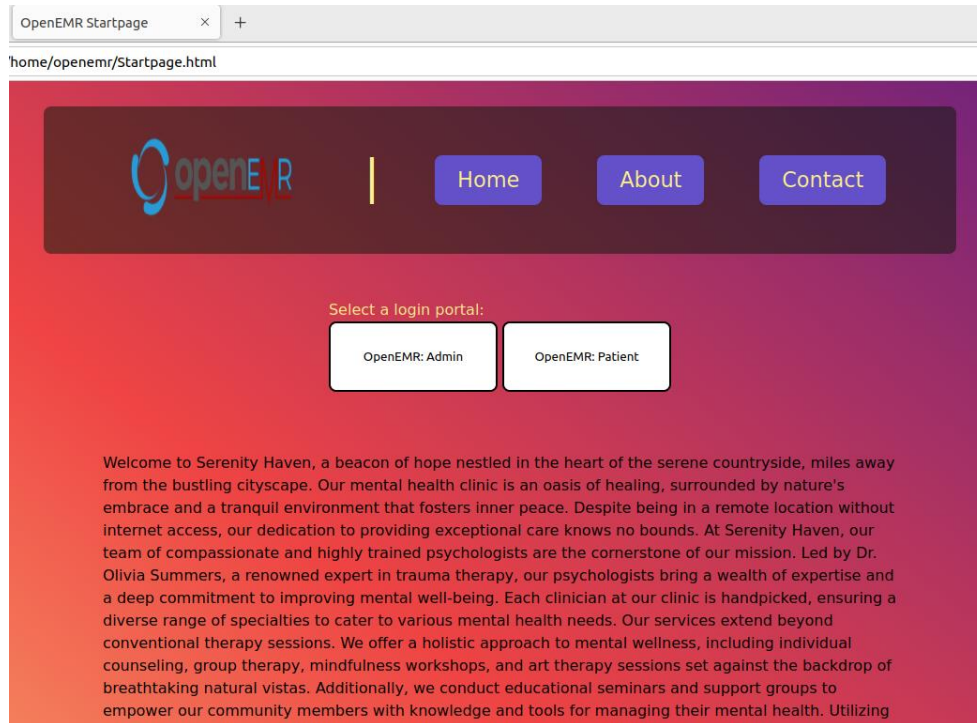 OpenEMR Startpage × +
/home/openemr/Startpage.html
openEMR | Home About Contact
Select a login portal:
OpenEMR: Admin OpenEMR: Patient
Welcome to Serenity Haven, a beacon of hope nestled in the heart of the serene countryside, miles away
from the bustling cityscape. Our mental health clinic is an oasis of healing, surrounded by nature's
embrace and a tranquil environment that fosters inner peace. Despite being in a remote location without
internet access, our dedication to providing exceptional care knows no bounds. At Serenity Haven, our
team of compassionate and highly trained psychologists are the cornerstone of our mission. Led by Dr.
Olivia Summers, a renowned expert in trauma therapy, our psychologists bring a wealth of expertise and
a deep commitment to improving mental well-being. Each clinician at our clinic is handpicked, ensuring a
diverse range of specialties to cater to various mental health needs. Our services extend beyond
conventional therapy sessions. We offer a holistic approach to mental wellness, including individual
counseling, group therapy, mindfulness workshops, and art therapy sessions set against the backdrop of
breathtaking natural vistas. Additionally, we conduct educational seminars and support groups to
empower our community members with knowledge and tools for managing their mental health. Utilizing